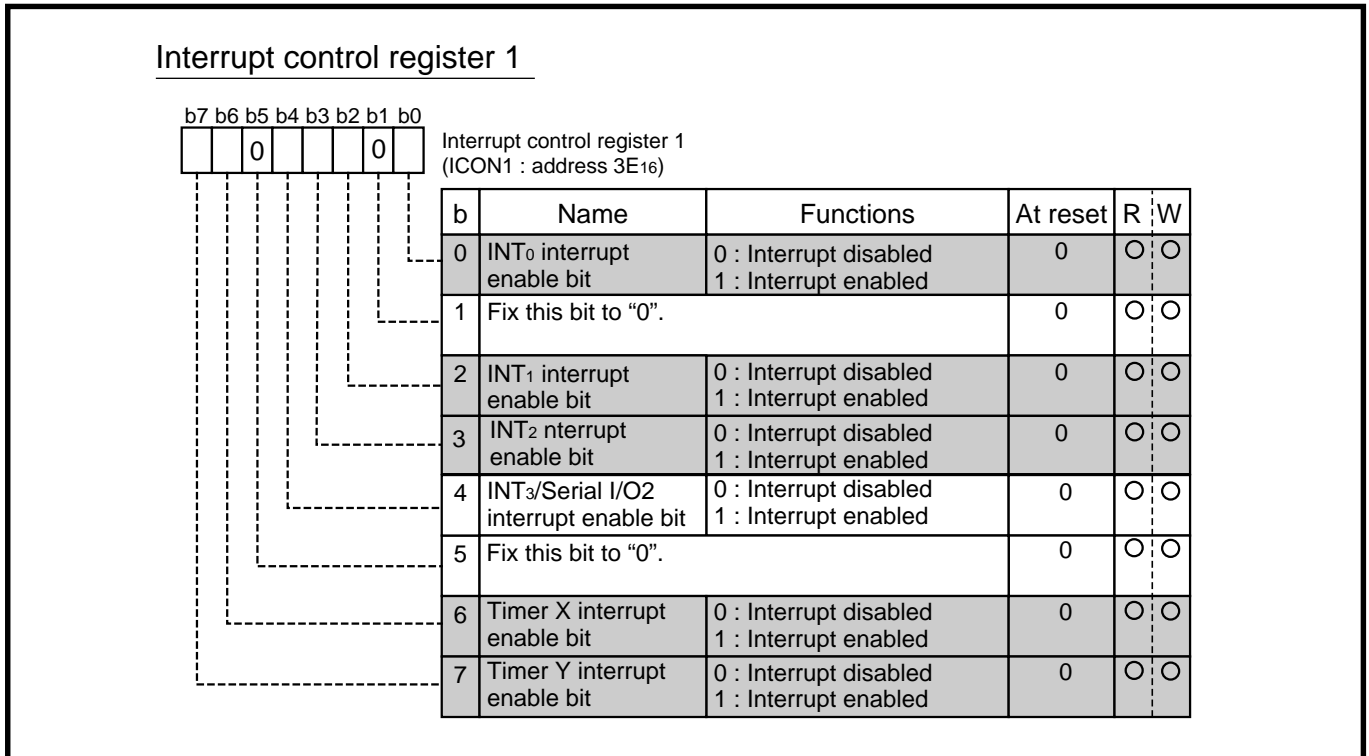 Interrupt control register 1
b7 b6 b5 b4 b3 b2 b1 b0
0 0
Interrupt control register 1
(ICON1 : address 3E16)
b Name Functions At reset R W
0 INT0 interrupt enable bit 0 : Interrupt disabled 0 ○ ○
1 : Interrupt enabled
1 Fix this bit to “0”. 0 ○ ○
2 INT1 interrupt enable bit 0 : Interrupt disabled 0 ○ ○
1 : Interrupt enabled
3 INT2 nterrupt enable bit 0 : Interrupt disabled 0 ○ ○
1 : Interrupt enabled
4 INT3/Serial I/O2 interrupt enable bit 0 : Interrupt disabled 0 ○ ○
1 : Interrupt enabled
5 Fix this bit to “0”. 0 ○ ○
6 Timer X interrupt enable bit 0 : Interrupt disabled 0 ○ ○
1 : Interrupt enabled
7 Timer Y interrupt enable bit 0 : Interrupt disabled 0 ○ ○
1 : Interrupt enabled